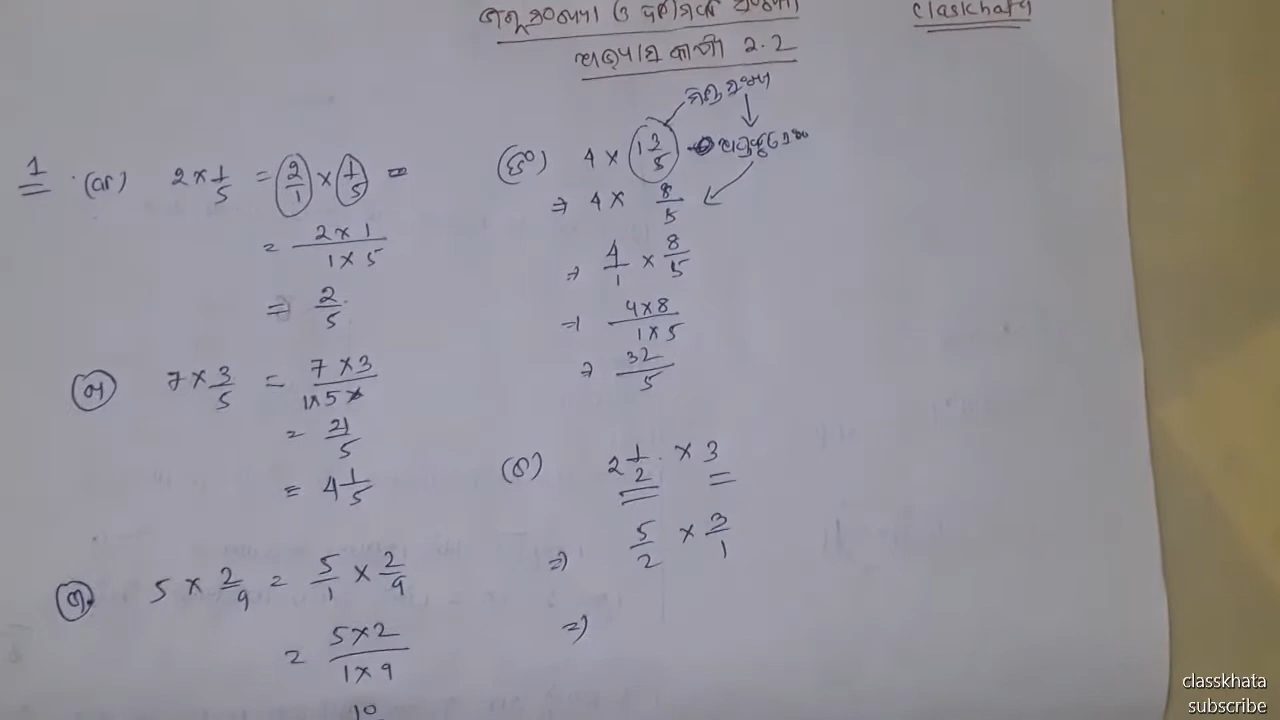 ଭଗ୍ନସଂଖ୍ୟା ଓ ଦଶମିକ ସଂଖ୍ୟା
claskhata
ଅଭ୍ୟାସ କାର୍ଯ୍ୟ 2.2
1 (କ) 2 × 1/5 = 2/1 × 1/5 =
= 2 × 1 / 1 × 5
= 2/5
(ଖ) 7 × 3/5 = 7 × 3 / 1 × 5
= 21/5
= 4 1/5
(ଗ) 5 × 2/9 = 5/1 × 2/9
= 5 × 2 / 1 × 9
10
ମିଶ୍ର ସଂଖ୍ୟା
4 × 1 3/5
⇒ 4 × 8/5
⇒ 4/1 × 8/5
⇒ 4 × 8 / 1 × 5
⇒ 32/5
2 1/2 × 3
⇒ 5/2 × 3/1
⇒
classkhata
subscribe